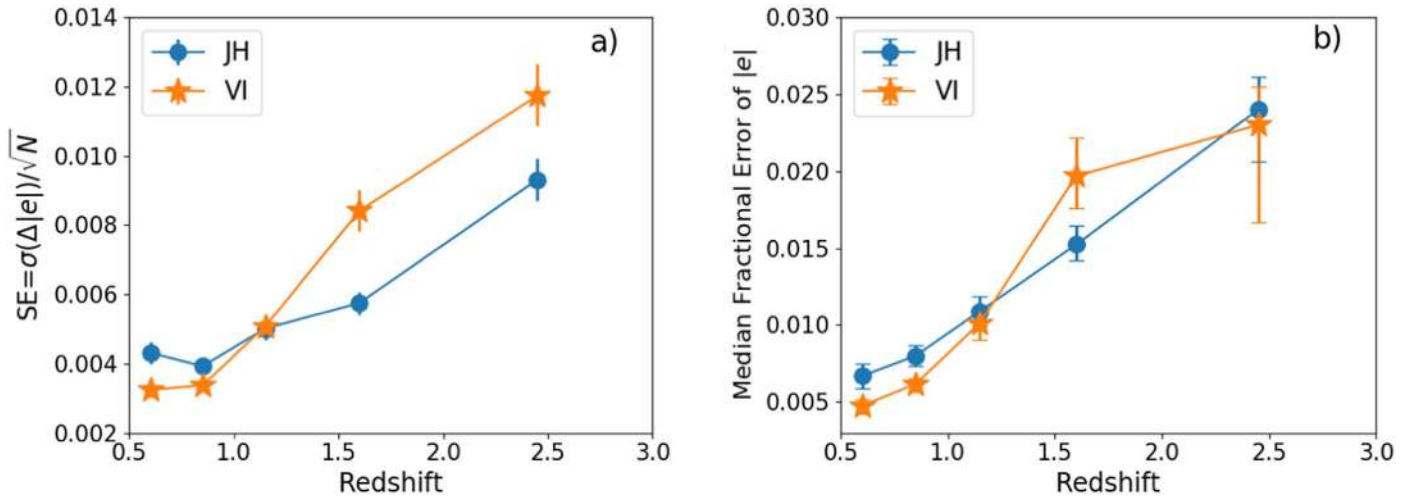 a)
JH
VI
SE=σ(Δ|e|)/√N
0.014
0.012
0.010
0.008
0.006
0.004
0.002
0.5 1.0 1.5 2.0 2.5 3.0
Redshift
b)
JH
VI
Median Fractional Error of |e|
0.030
0.025
0.020
0.015
0.010
0.005
0.5 1.0 1.5 2.0 2.5 3.0
Redshift